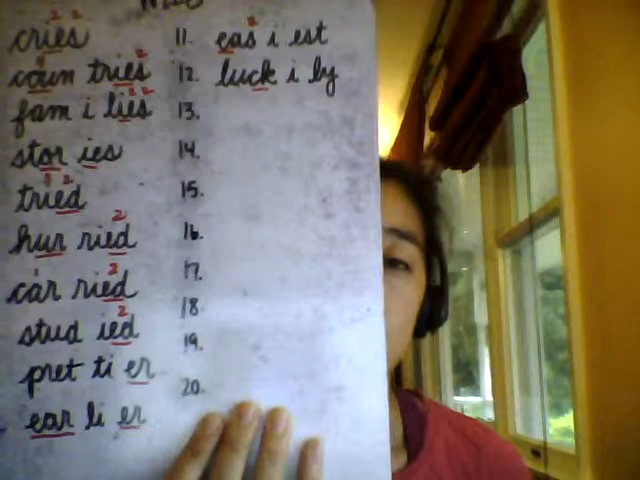 cries
coun tries
fam i lies
stor ies
tried
hur ried
car ried
stud ied
pret ti er
ear li er
11. eas i est
12. luck i ly
13.
14.
15.
16.
17.
18
19.
20.